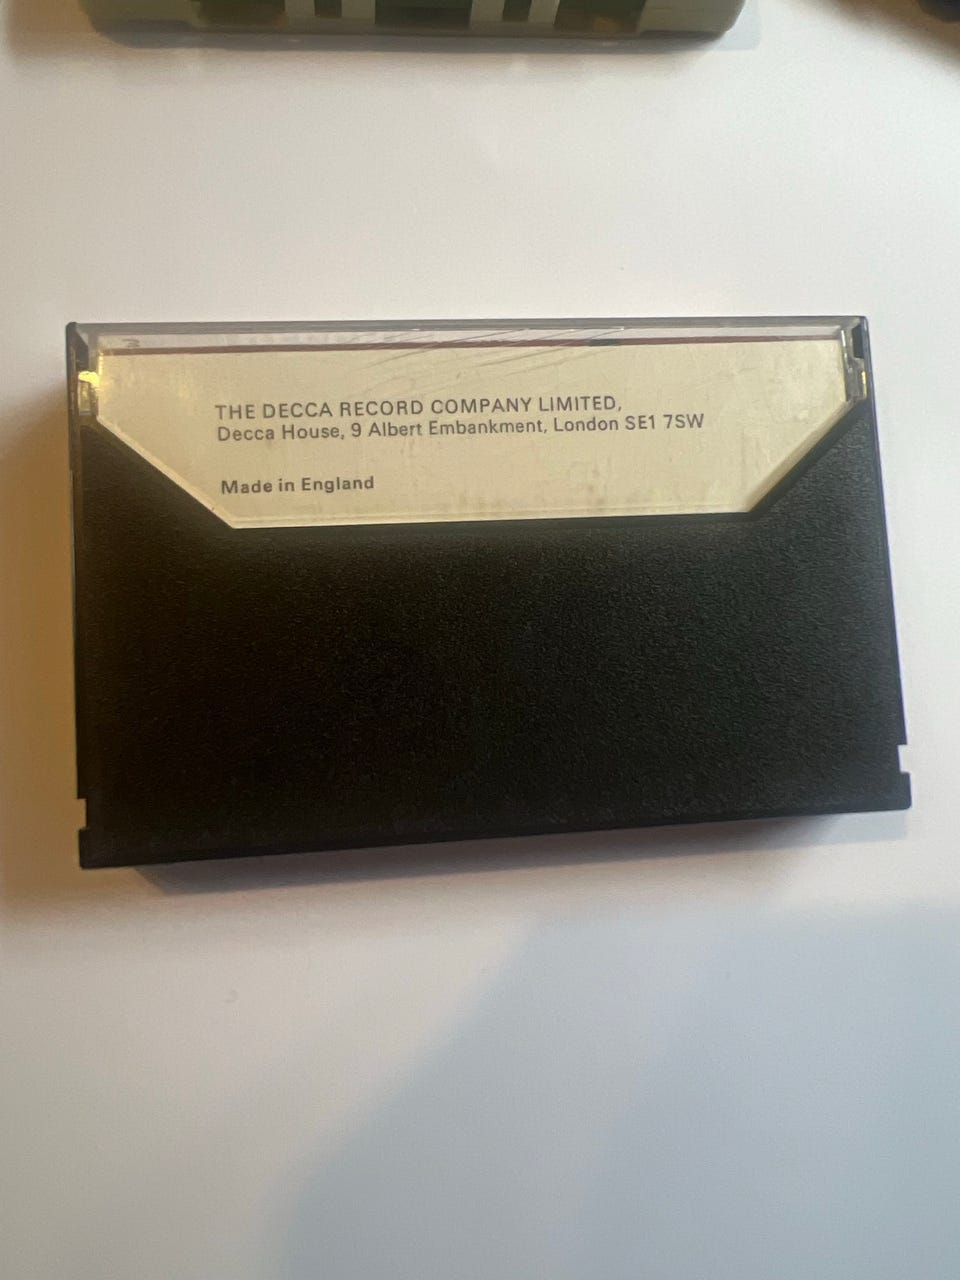 THE DECCA RECORD COMPANY LIMITED,
Decca House, 9 Albert Embankment, London SE1 7SW
Made in England